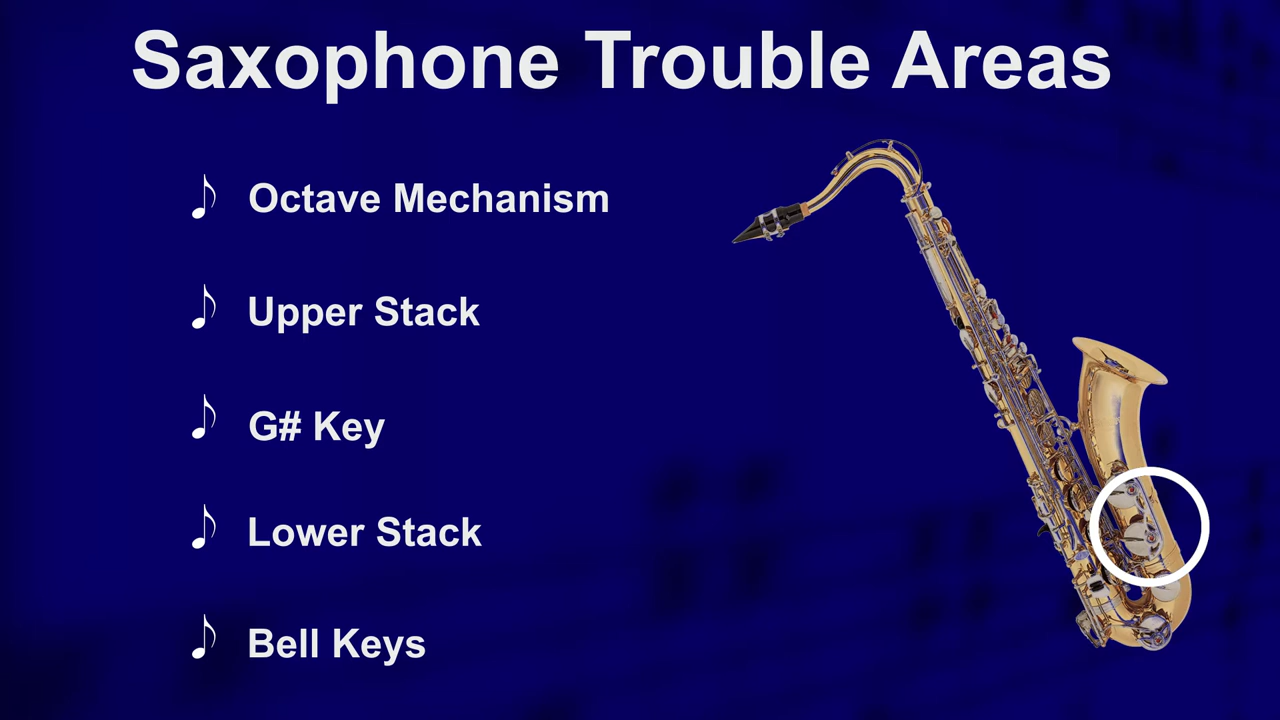 Saxophone Trouble Areas
Octave Mechanism
Upper Stack
G# Key
Lower Stack
Bell Keys